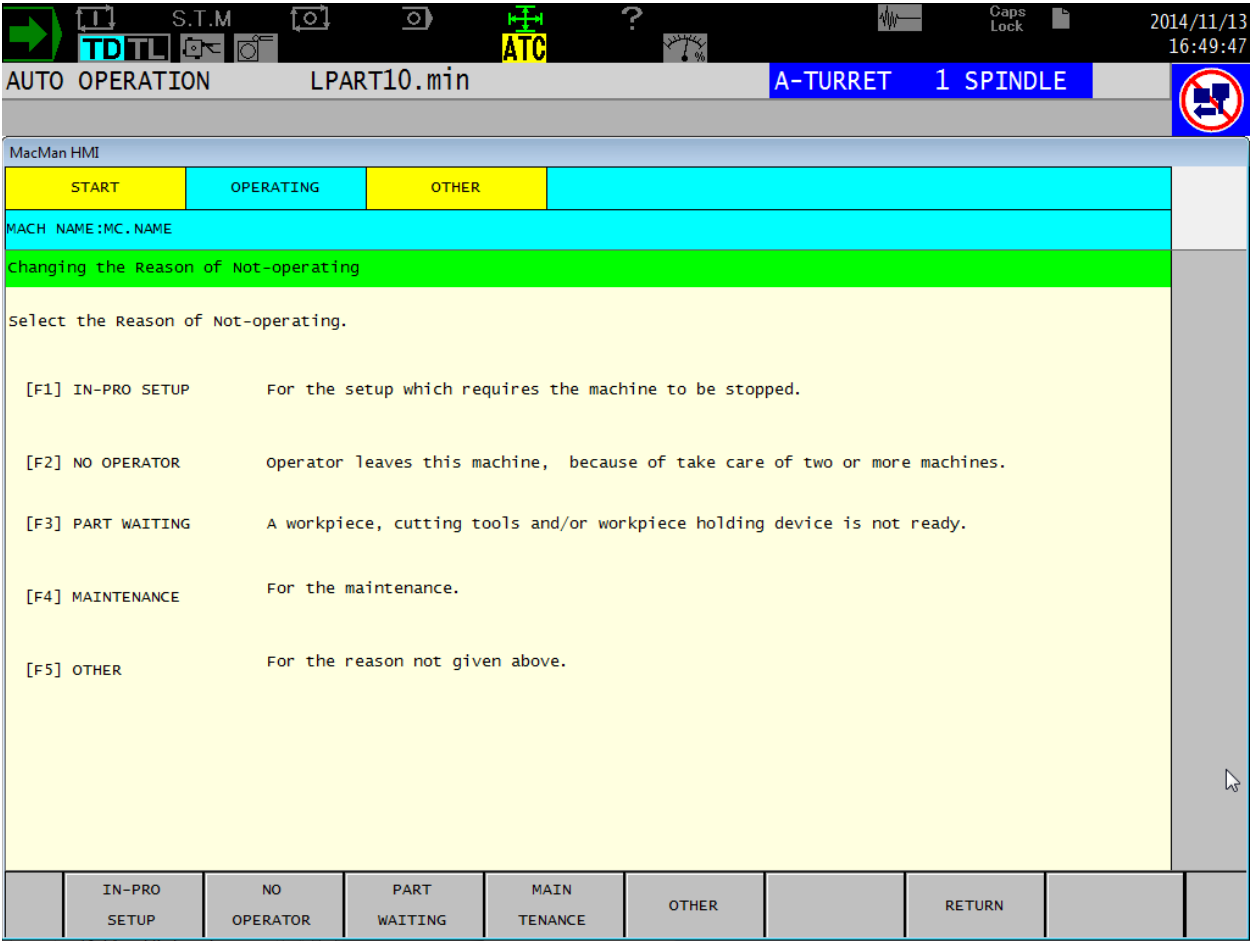 S.T.M
?
Caps
Lock
2014/11/13
16:49:47
TD TL
ATC
%
AUTO OPERATION LPART10.min A-TURRET 1 SPINDLE
MacMan HMI
START OPERATING OTHER
MACH NAME:MC.NAME
Changing the Reason of Not-operating
Select the Reason of Not-operating.
[F1] IN-PRO SETUP For the setup which requires the machine to be stopped.
[F2] NO OPERATOR Operator leaves this machine, because of take care of two or more machines.
[F3] PART WAITING A workpiece, cutting tools and/or workpiece holding device is not ready.
[F4] MAINTENANCE For the maintenance.
[F5] OTHER For the reason not given above.
IN-PRO SETUP
NO OPERATOR
PART WAITING
MAIN TENANCE
OTHER
RETURN